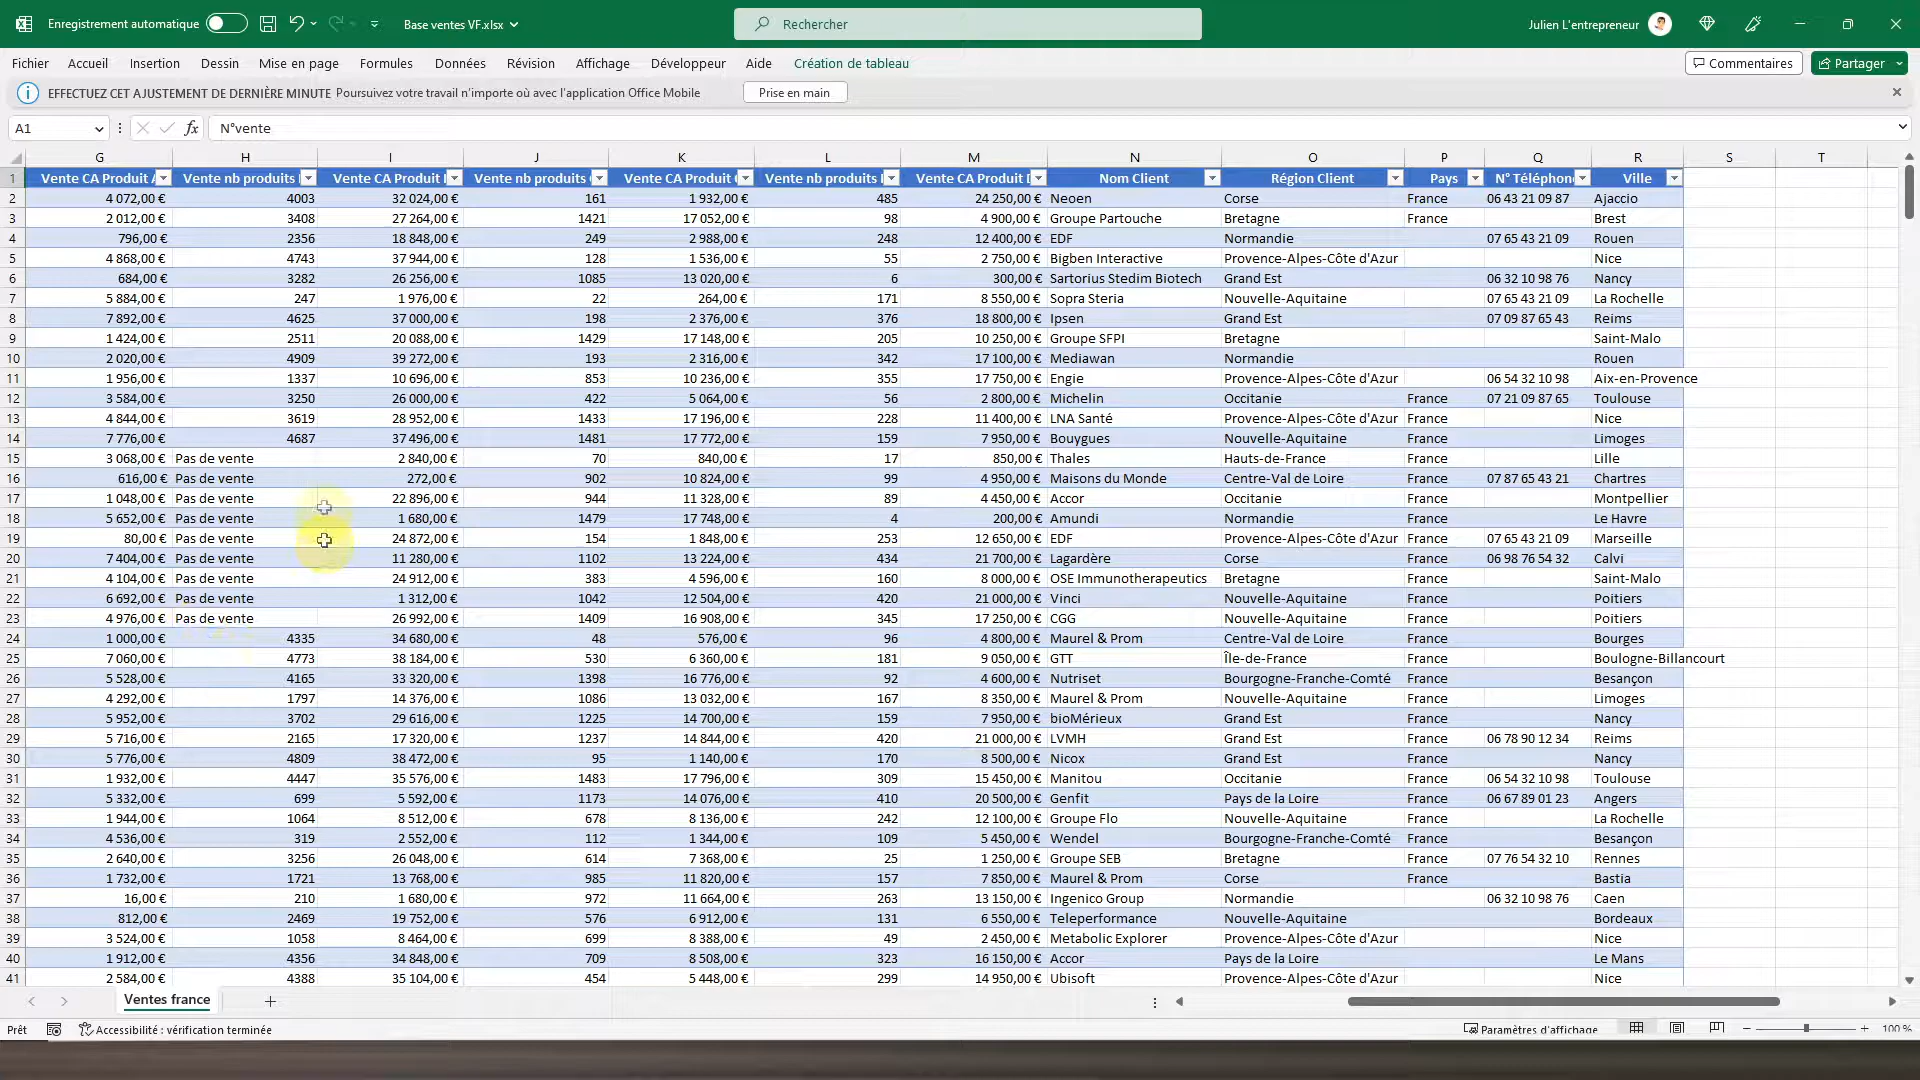 Enregistrement automatique Base ventes VF.xlsx Rechercher Julien L'entrepreneur
Fichier Accueil Insertion Dessin Mise en page Formules Données Révision Affichage Développeur Aide Création de tableau Commentaires Partager
EFFECTUEZ CET AJUSTEMENT DE DERNIÈRE MINUTE Poursuivez votre travail n'importe où avec l'application Office Mobile Prise en main
A1 fx N°vente
G H I J K L M N O P Q R S T
1 Vente CA Produit Vente nb produits Vente CA Produit Vente nb produits Vente CA Produit Vente nb produits Vente CA Produit Nom Client Région Client Pays N° Téléphon Ville
2 4 072,00 € 4003 32 024,00 € 161 1 932,00 € 485 24 250,00 € Neoen Corse France 06 43 21 09 87 Ajaccio
3 2 012,00 € 3408 27 264,00 € 1421 17 052,00 € 98 4 900,00 € Groupe Partouche Bretagne France Brest
4 796,00 € 2356 18 848,00 € 249 2 988,00 € 248 12 400,00 € EDF Normandie 07 65 43 21 09 Rouen
5 4 868,00 € 4743 37 944,00 € 128 1 536,00 € 55 2 750,00 € Bigben Interactive Provence-Alpes-Côte d'Azur Nice
6 684,00 € 3282 26 256,00 € 1085 13 020,00 € 6 300,00 € Sartorius Stedim Biotech Grand Est 06 32 10 98 76 Nancy
7 5 884,00 € 247 1 976,00 € 22 264,00 € 171 8 550,00 € Sopra Steria Nouvelle-Aquitaine 07 65 43 21 09 La Rochelle
8 7 892,00 € 4625 37 000,00 € 198 2 376,00 € 376 18 800,00 € Ipsen Grand Est 07 09 87 65 43 Reims
9 1 424,00 € 2511 20 088,00 € 1429 17 148,00 € 205 10 250,00 € Groupe SFPI Bretagne Saint-Malo
10 2 020,00 € 4909 39 272,00 € 193 2 316,00 € 342 17 100,00 € Mediawan Normandie Rouen
11 1 956,00 € 1337 10 696,00 € 853 10 236,00 € 355 17 750,00 € Engie Provence-Alpes-Côte d'Azur 06 54 32 10 98 Aix-en-Provence
12 3 584,00 € 3250 26 000,00 € 422 5 064,00 € 56 2 800,00 € Michelin Occitanie France 07 21 09 87 65 Toulouse
13 4 844,00 € 3619 28 952,00 € 1433 17 196,00 € 228 11 400,00 € LNA Santé Provence-Alpes-Côte d'Azur France Nice
14 7 776,00 € 4687 37 496,00 € 1481 17 772,00 € 159 7 950,00 € Bouygues Nouvelle-Aquitaine France Limoges
15 3 068,00 € Pas de vente 2 840,00 € 70 840,00 € 17 850,00 € Thales Hauts-de-France France Lille
16 616,00 € Pas de vente 272,00 € 902 10 824,00 € 99 4 950,00 € Maisons du Monde Centre-Val de Loire France 07 87 65 43 21 Chartres
17 1 048,00 € Pas de vente 22 896,00 € 944 11 328,00 € 89 4 450,00 € Accor Occitanie France Montpellier
18 5 652,00 € Pas de vente 1 680,00 € 1479 17 748,00 € 4 200,00 € Amundi Normandie France Le Havre
19 80,00 € Pas de vente 24 872,00 € 154 1 848,00 € 253 12 650,00 € EDF Provence-Alpes-Côte d'Azur France 07 65 43 21 09 Marseille
20 7 404,00 € Pas de vente 11 280,00 € 1102 13 224,00 € 434 21 700,00 € Lagardère Corse France 06 98 76 54 32 Calvi
21 4 104,00 € Pas de vente 24 912,00 € 383 4 596,00 € 160 8 000,00 € OSE Immunotherapeutics Bretagne France Saint-Malo
22 6 692,00 € Pas de vente 1 312,00 € 1042 12 504,00 € 420 21 000,00 € Vinci Nouvelle-Aquitaine France Poitiers
23 4 976,00 € Pas de vente 26 992,00 € 1409 16 908,00 € 345 17 250,00 € CGG Nouvelle-Aquitaine France Poitiers
24 1 000,00 € 4335 34 680,00 € 48 576,00 € 96 4 800,00 € Maurel & Prom Centre-Val de Loire France Bourges
25 7 060,00 € 4773 38 184,00 € 530 6 360,00 € 181 9 050,00 € GTT Île-de-France France Boulogne-Billancourt
26 5 528,00 € 4165 33 320,00 € 1398 16 776,00 € 92 4 600,00 € Nutriset Bourgogne-Franche-Comté France Besançon
27 4 292,00 € 1797 14 376,00 € 1086 13 032,00 € 167 8 350,00 € Maurel & Prom Nouvelle-Aquitaine France Limoges
28 5 952,00 € 3702 29 616,00 € 1225 14 700,00 € 159 7 950,00 € bioMérieux Grand Est France Nancy
29 5 716,00 € 2165 17 320,00 € 1237 14 844,00 € 420 21 000,00 € LVMH Grand Est France 06 78 90 12 34 Reims
30 5 776,00 € 4809 38 472,00 € 95 1 140,00 € 170 8 500,00 € Nicox Grand Est France Nancy
31 1 932,00 € 4447 35 576,00 € 1483 17 796,00 € 309 15 450,00 € Manitou Occitanie France 06 54 32 10 98 Toulouse
32 5 332,00 € 699 5 592,00 € 1173 14 076,00 € 410 20 500,00 € Genfit Pays de la Loire France 06 67 89 01 23 Angers
33 1 944,00 € 1064 8 512,00 € 678 8 136,00 € 242 12 100,00 € Groupe Flo Nouvelle-Aquitaine France La Rochelle
34 4 536,00 € 319 2 552,00 € 112 1 344,00 € 109 5 450,00 € Wendel Bourgogne-Franche-Comté France Besançon
35 2 640,00 € 3256 26 048,00 € 614 7 368,00 € 25 1 250,00 € Groupe SEB Bretagne France 07 76 54 32 10 Rennes
36 1 732,00 € 1721 13 768,00 € 985 11 820,00 € 157 7 850,00 € Maurel & Prom Corse France Bastia
37 16,00 € 210 1 680,00 € 972 11 664,00 € 263 13 150,00 € Ingenico Group Normandie 06 32 10 98 76 Caen
38 812,00 € 2469 19 752,00 € 576 6 912,00 € 131 6 550,00 € Teleperformance Nouvelle-Aquitaine Bordeaux
39 3 524,00 € 1058 8 464,00 € 699 8 388,00 € 49 2 450,00 € Metabolic Explorer Provence-Alpes-Côte d'Azur Nice
40 1 912,00 € 4356 34 848,00 € 709 8 508,00 € 323 16 150,00 € Accor Pays de la Loire Le Mans
41 2 584,00 € 4388 35 104,00 € 454 5 448,00 € 299 14 950,00 € Ubisoft Provence-Alpes-Côte d'Azur Nice
Ventes france
Prêt Accessibilité : vérification terminée Paramètres d'affichage 100 %